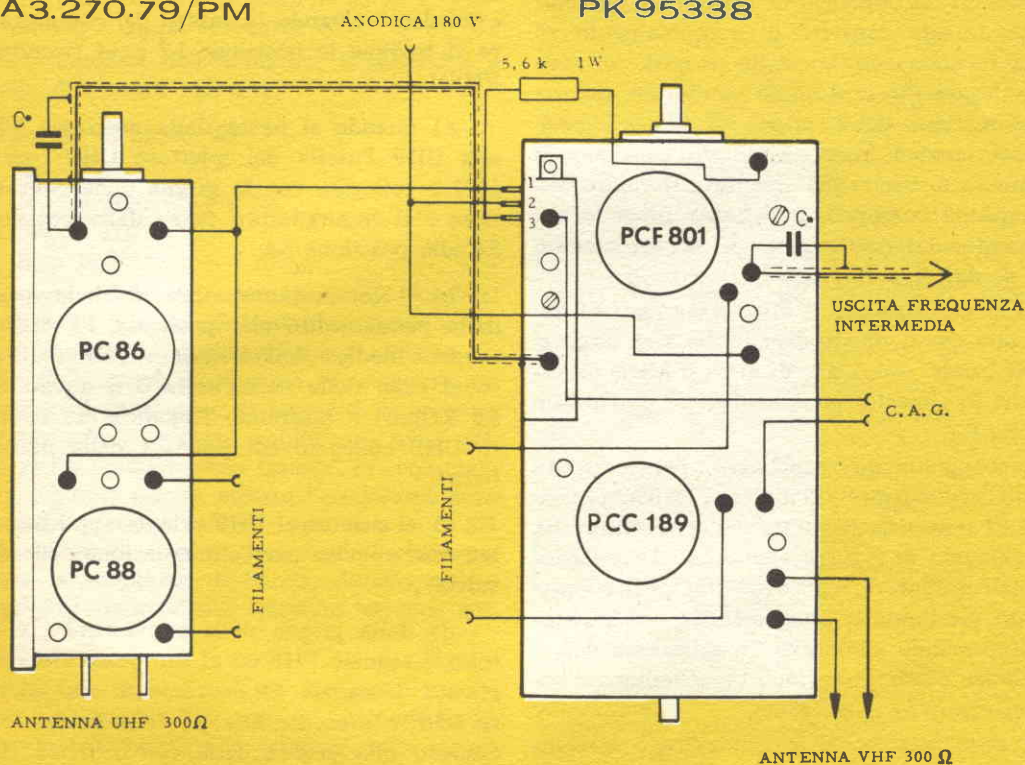 A3.270.79/PM
PK 95338
ANODICA 180 V
5,6 k 1W
C•
1
2
3
PCF 801
C•
USCITA FREQUENZA
INTERMEDIA
PC 86
C. A. G.
FILAMENTI
FILAMENTI
PCC 189
PC 88
ANTENNA UHF 300Ω
ANTENNA VHF 300 Ω